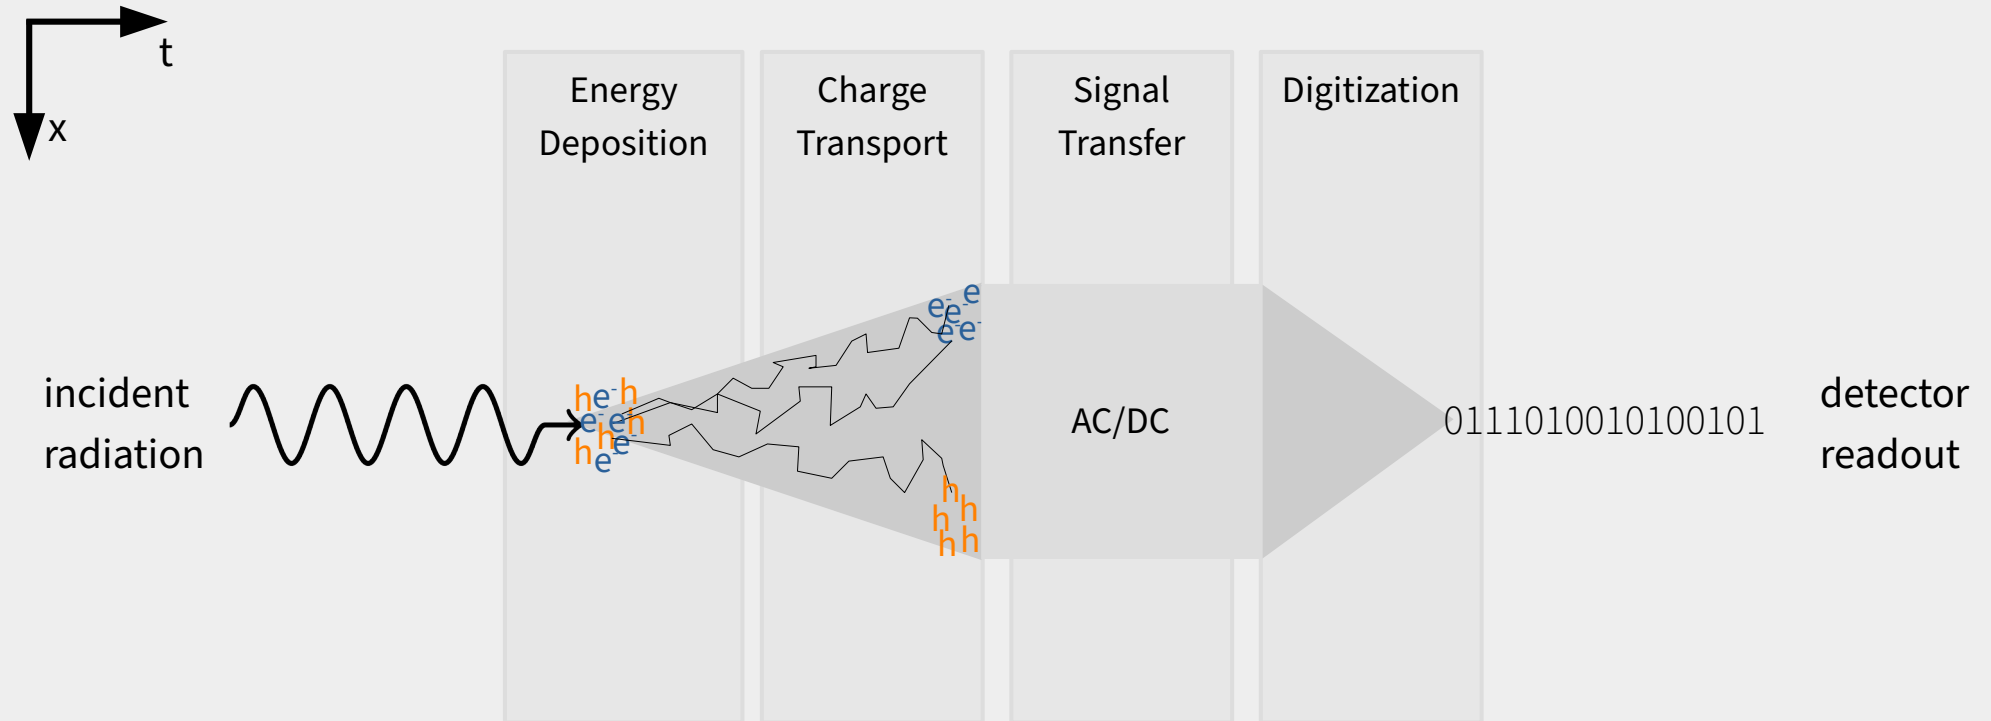 t
x
Energy
Deposition
Charge
Transport
Signal
Transfer
Digitization
incident
radiation
h e⁻ h
e⁻ e⁻ h
h e⁻
h e⁻
e⁻ e⁻
e⁻
e⁻ e⁻
h
h h
h h
AC/DC
0111010010100101
detector
readout